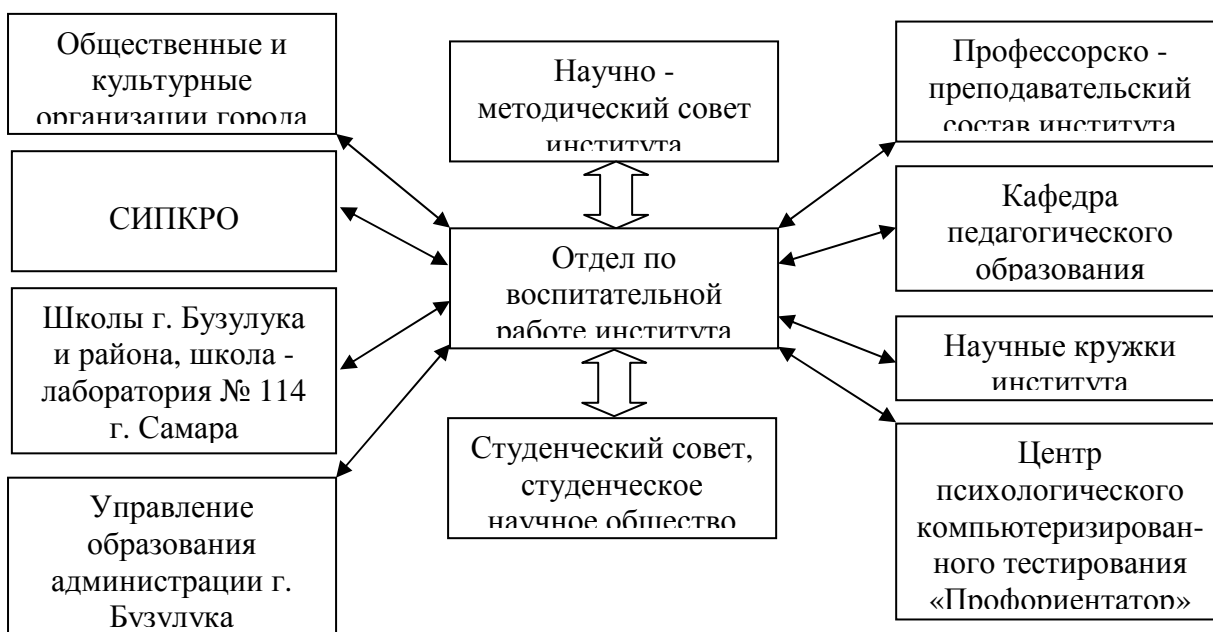 Общественные и
культурные
организации города
СИПКРО
Школы г. Бузулука
и района, школа -
лаборатория № 114
г. Самара
Управление
образования
администрации г.
Бузулука
Научно -
методический совет
института
Отдел по
воспитательной
работе института
Студенческий совет,
студенческое
научное общество
Профессорско -
преподавательский
состав института
Кафедра
педагогического
образования
Научные кружки
института
Центр
психологического
компьютеризирован-
ного тестирования
«Профориентатор»